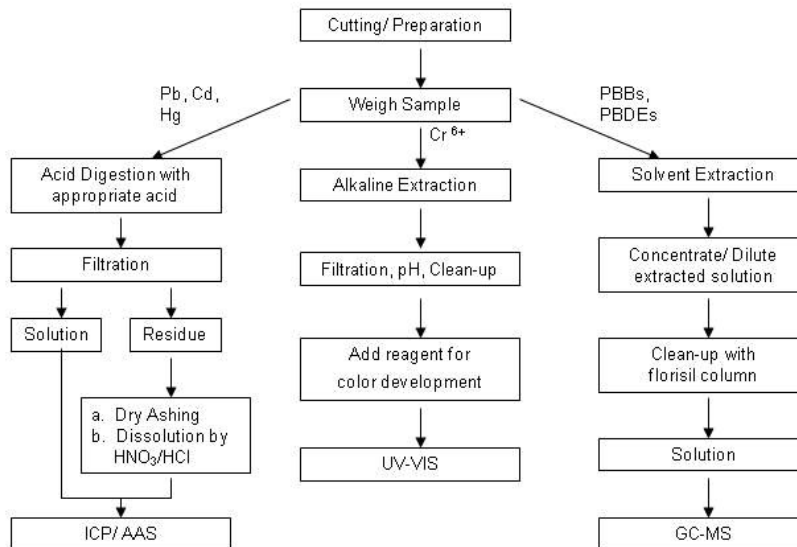 Cutting/ Preparation
Weigh Sample
Pb, Cd,
Hg
Cr 6+
PBBs,
PBDEs
Acid Digestion with
appropriate acid
Filtration
Solution
Residue
a. Dry Ashing
b. Dissolution by
HNO3/HCl
ICP/ AAS
Alkaline Extraction
Filtration, pH, Clean-up
Add reagent for
color development
UV-VIS
Solvent Extraction
Concentrate/ Dilute
extracted solution
Clean-up with
florisil column
Solution
GC-MS